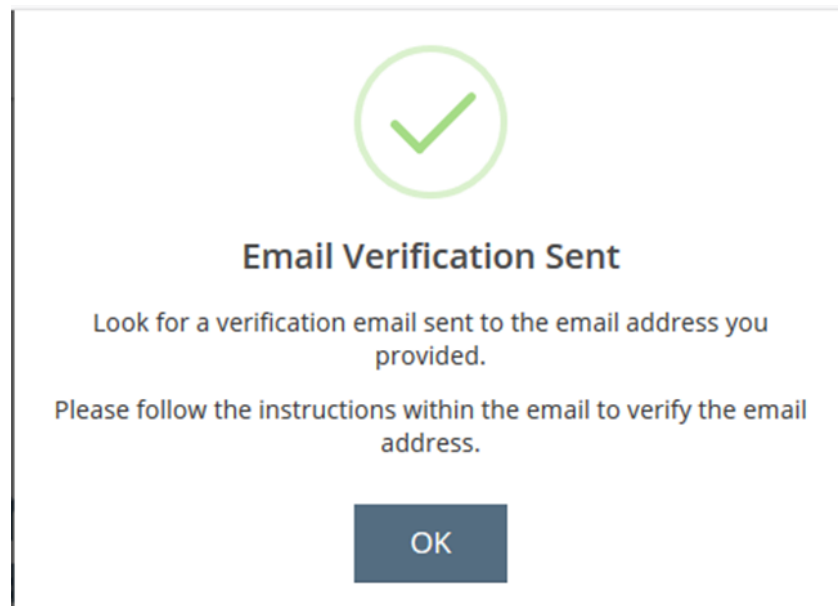 Email Verification Sent
Look for a verification email sent to the email address you
provided.
Please follow the instructions within the email to verify the email
address.
OK